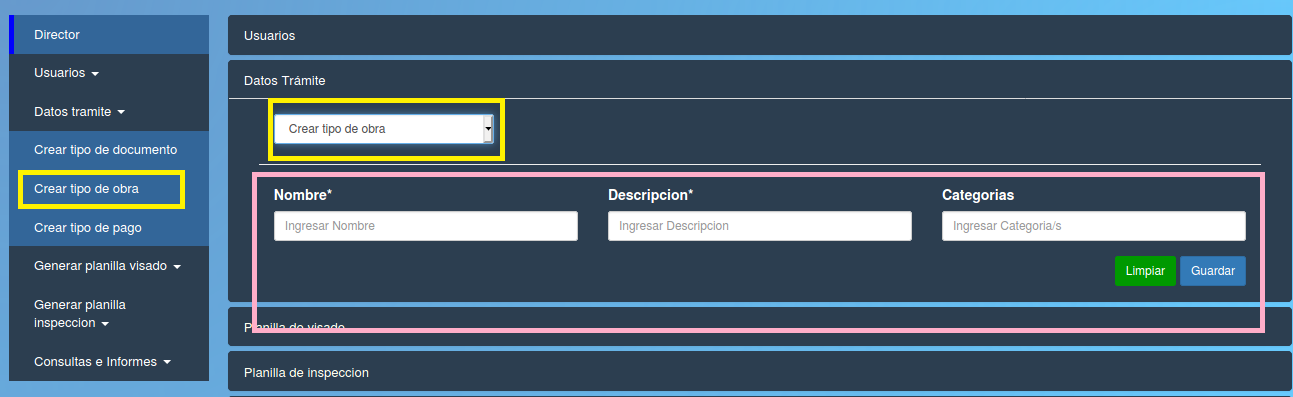 Director
Usuarios
Datos tramite
Crear tipo de documento
Crear tipo de obra
Crear tipo de pago
Generar planilla visado
Generar planilla
inspeccion
Consultas e Informes
Usuarios
Datos Trámite
Crear tipo de obra
Nombre* Descripcion* Categorias
Ingresar Nombre Ingresar Descripcion Ingresar Categoria/s
Limpiar Guardar
Planilla de visado
Planilla de inspeccion